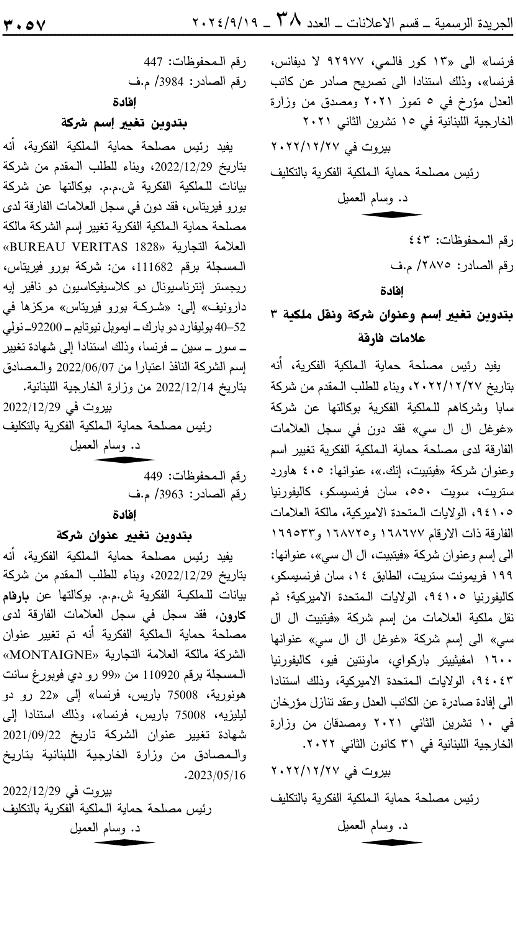 الجريدة الرسمية ــ قسم الاعلانات ــ العدد ٣٨ ــ ٢٠٢٤/٩/١٩
٣٠٥٧
فرنسا» الى «١٣ كور فالمي، ٩٢٩٧٧ لا ديفانس،
فرنسا»، وذلك استنادا الى تصريح صادر عن كاتب
العدل مؤرخ في ٥ تموز ٢٠٢١ ومصدق من وزارة
الخارجية اللبنانية في ١٥ تشرين الثاني ٢٠٢١
بيروت في ٢٠٢٢/١٢/٢٧
رئيس مصلحة حماية الملكية الفكرية بالتكليف
د. وسام العميل
رقم المحفوظات: ٤٤٣
رقم الصادر: ٢٨٧٥/ م.ف
إفادة
بتدوين تغيير إسم وعنوان شركة ونقل ملكية ٣
علامات فارقة
يفيد رئيس مصلحة حماية الملكية الفكرية، أنه
بتاريخ ٢٠٢٢/١٢/٢٧، وبناء للطلب المقدم من شركة
سابا وشركاهم للملكية الفكرية بوكالتها عن شركة
«غوغل ال ال سي» فقد دون في سجل العلامات
الفارقة لدى مصلحة حماية الملكية الفكرية تغيير اسم
وعنوان شركة «فيتبيت، إنك.»، عنوانها: ٤٠٥ هاورد
ستريت، سويت ٥٥٠، سان فرنسيسكو، كاليفورنيا
٩٤١٠٥، الولايات المتحدة الاميركية، مالكة العلامات
الفارقة ذات الارقام ١٦٨٦٧٧ و١٦٨٧٢٥ و١٦٩٥٣٣
الى إسم وعنوان شركة «فيتبيت، ال ال سي»، عنوانها:
١٩٩ فريمونت ستريت، الطابق ١٤، سان فرنسيسكو،
كاليفورنيا ٩٤١٠٥، الولايات المتحدة الاميركية؛ ثم
نقل ملكية العلامات من إسم شركة «فيتبيت ال ال
سي» الى إسم شركة «غوغل ال ال سي» عنوانها
١٦٠٠ امفيثييتر باركواي، ماونتين فيو، كاليفورنيا
٩٤٠٤٣، الولايات المتحدة الاميركية، وذلك استنادا
الى إفادة صادرة عن الكاتب العدل وعقد تنازل مؤرخان
في ١٠ تشرين الثاني ٢٠٢١ ومصدقان من وزارة
الخارجية اللبنانية في ٣١ كانون الثاني ٢٠٢٢.
بيروت في ٢٠٢٢/١٢/٢٧
رئيس مصلحة حماية الملكية الفكرية بالتكليف
د. وسام العميل
رقم المحفوظات: 447
رقم الصادر: 3984/ م.ف
إفادة
بتدوين تغيير إسم شركة
يفيد رئيس مصلحة حماية الملكية الفكرية، أنه
بتاريخ 2022/12/29، وبناء للطلب المقدم من شركة
بيانات للملكية الفكرية ش.م.م. بوكالتها عن شركة
بورو فيريتاس، فقد دون في سجل العلامات الفارقة لدى
مصلحة حماية الملكية الفكرية تغيير إسم الشركة مالكة
العلامة التجارية «BUREAU VERITAS 1828»
المسجلة برقم 111682، من: شركة بورو فيريتاس،
ريجستر إنترناسيونال دو كلاسيفيكاسيون دو نافير إيه
دارونيف» إلى: «شركة بورو فيريتاس» مركزها في
40–52 بوليفارد دو بارك ــ ايمويل نيوتايم ــ 92200ــ نولي
ــ سور ــ سين ــ فرنسا، وذلك استنادا إلى شهادة تغيير
إسم الشركة النافذ اعتبارا من 2022/06/07 والمصادق
بتاريخ 2022/12/14 من وزارة الخارجية اللبنانية.
بيروت في 2022/12/29
رئيس مصلحة حماية الملكية الفكرية بالتكليف
د. وسام العميل
رقم المحفوظات: 449
رقم الصادر: 3963/ م.ف
إفادة
بتدوين تغيير عنوان شركة
يفيد رئيس مصلحة حماية الملكية الفكرية، أنه
بتاريخ 2022/12/29، وبناء للطلب المقدم من شركة
بيانات للملكية الفكرية ش.م.م. بوكالتها عن بارفام
كارون، فقد سجل في سجل العلامات الفارقة لدى
مصلحة حماية الملكية الفكرية أنه تم تغيير عنوان
الشركة مالكة العلامة التجارية «MONTAIGNE»
المسجلة برقم 110920 من «99 رو دي فوبورغ سانت
هونورية، 75008 باريس، فرنسا» إلى «22 رو دو
ليليزيه، 75008 باريس، فرنسا»، وذلك استنادا إلى
شهادة تغيير عنوان الشركة تاريخ 2021/09/22
والمصادق من وزارة الخارجية اللبنانية بتاريخ
2023/05/16.
بيروت في 2022/12/29
رئيس مصلحة حماية الملكية الفكرية بالتكليف
د. وسام العميل